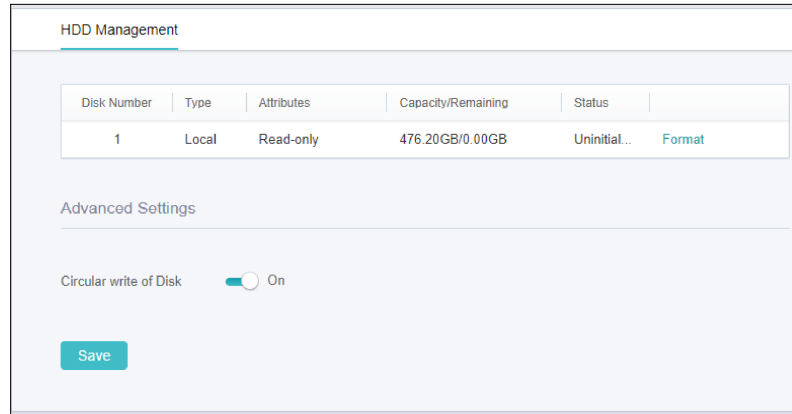 HDD Management
Disk Number Type Attributes Capacity/Remaining Status
1 Local Read-only 476.20GB/0.00GB Uninitial... Format
Advanced Settings
Circular write of Disk On
Save